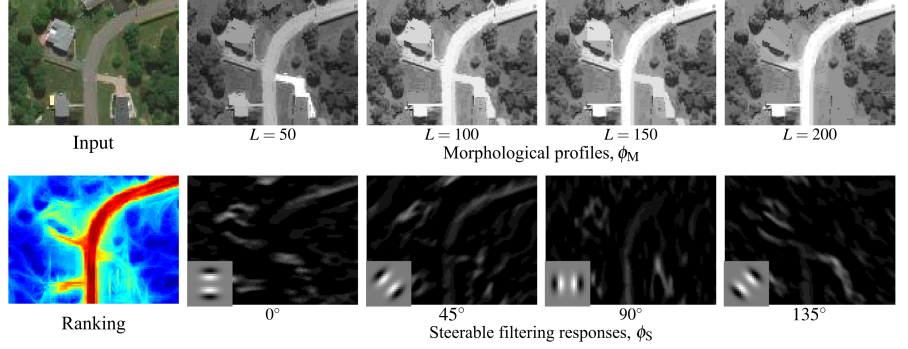 Input
L = 50
L = 100
L = 150
L = 200
Morphological profiles, ϕM
Ranking
0°
45°
90°
135°
Steerable filtering responses, ϕS